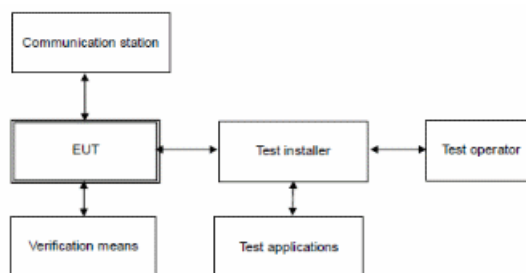 Communication station
EUT
Test installer
Test operator
Verification means
Test applications